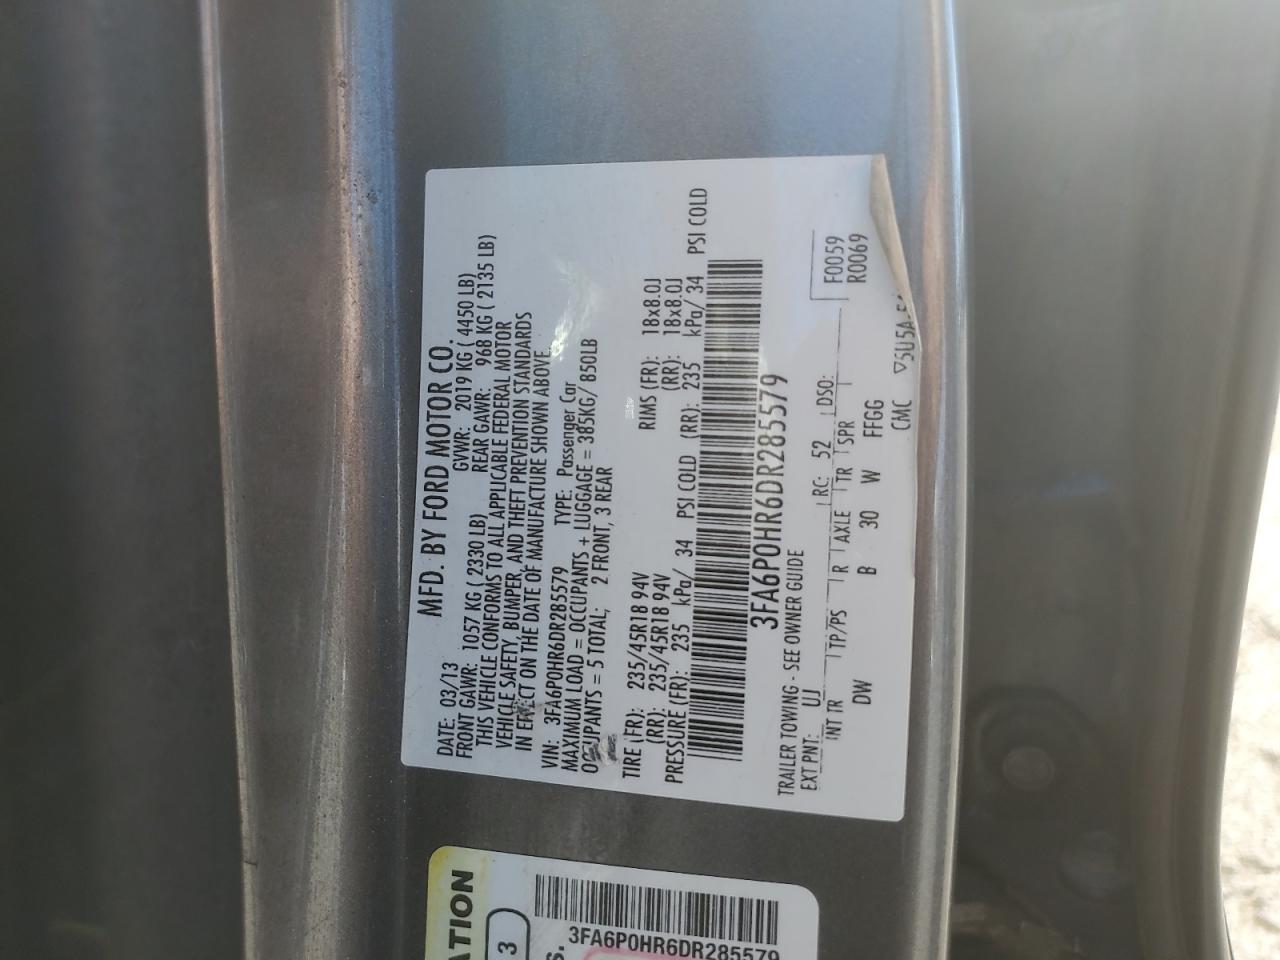 MFD. BY FORD MOTOR CO.
DATE: 03/13 GVWR: 2019 KG ( 4450 LB)
FRONT GAWR: 1057 KG ( 2330 LB) REAR GAWR: 968 KG ( 2135 LB)
THIS VEHICLE CONFORMS TO ALL APPLICABLE FEDERAL MOTOR
VEHICLE SAFETY, BUMPER, AND THEFT PREVENTION STANDARDS
IN EFFECT ON THE DATE OF MANUFACTURE SHOWN ABOVE.
VIN: 3FA6P0HR6DR285579 TYPE: Passenger Car
MAXIMUM LOAD = OCCUPANTS + LUGGAGE = 385KG/ 850LB
OCCUPANTS = 5 TOTAL; 2 FRONT, 3 REAR
TIRE (FR): 235/45R18 94V RIMS (FR): 18x8.0J
(RR): 235/45R18 94V (RR): 18x8.0J
PRESSURE (FR): 235 kPa/ 34 PSI COLD (RR): 235 kPa/ 34 PSI COLD
3FA6P0HR6DR285579
TRAILER TOWING - SEE OWNER GUIDE
EXT PNT: UJ RC: 52 DSO: F0059
INT TR TP/PS R AXLE TR SPR R0069
DW B 30 W FFGG
CMC ▽5U5A-
ATION
3
S. 3FA6P0HR6DR285579